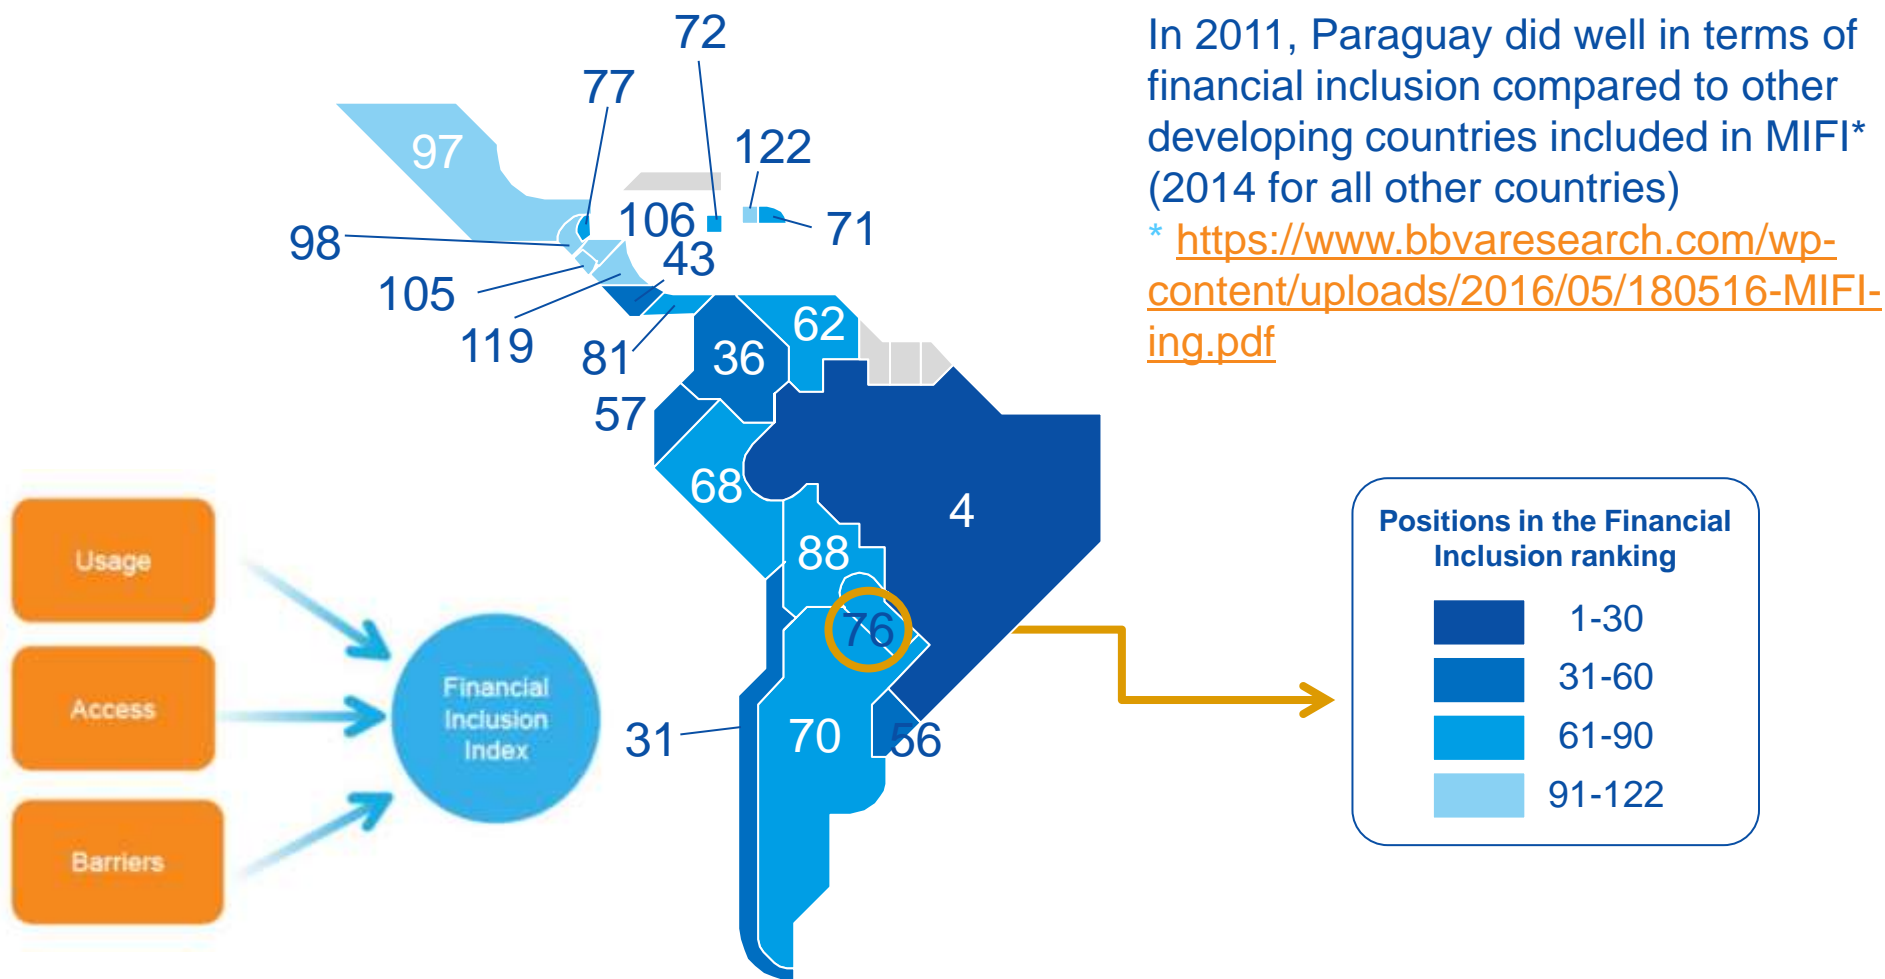 In 2011, Paraguay did well in terms of
financial inclusion compared to other
developing countries included in MIFI*
(2014 for all other countries)
* https://www.bbvaresearch.com/wp-
content/uploads/2016/05/180516-MIFI-
ing.pdf
72
77
97
122
106
71
98
43
105
119
81
62
36
57
68
4
88
76
31
70
56
Usage
Access
Barriers
Financial
Inclusion
Index
Positions in the Financial
Inclusion ranking
1-30
31-60
61-90
91-122